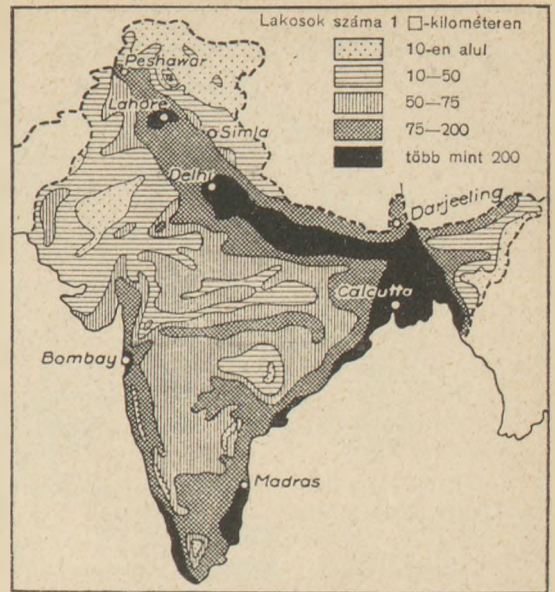 Lakosok száma 1 □-kilométeren
10-en alul
10—50
50—75
75—200
több mint 200
Peshawar
Lahore
Simla
Delhi
Darjeeling
Calcutta
Bombay
Madras